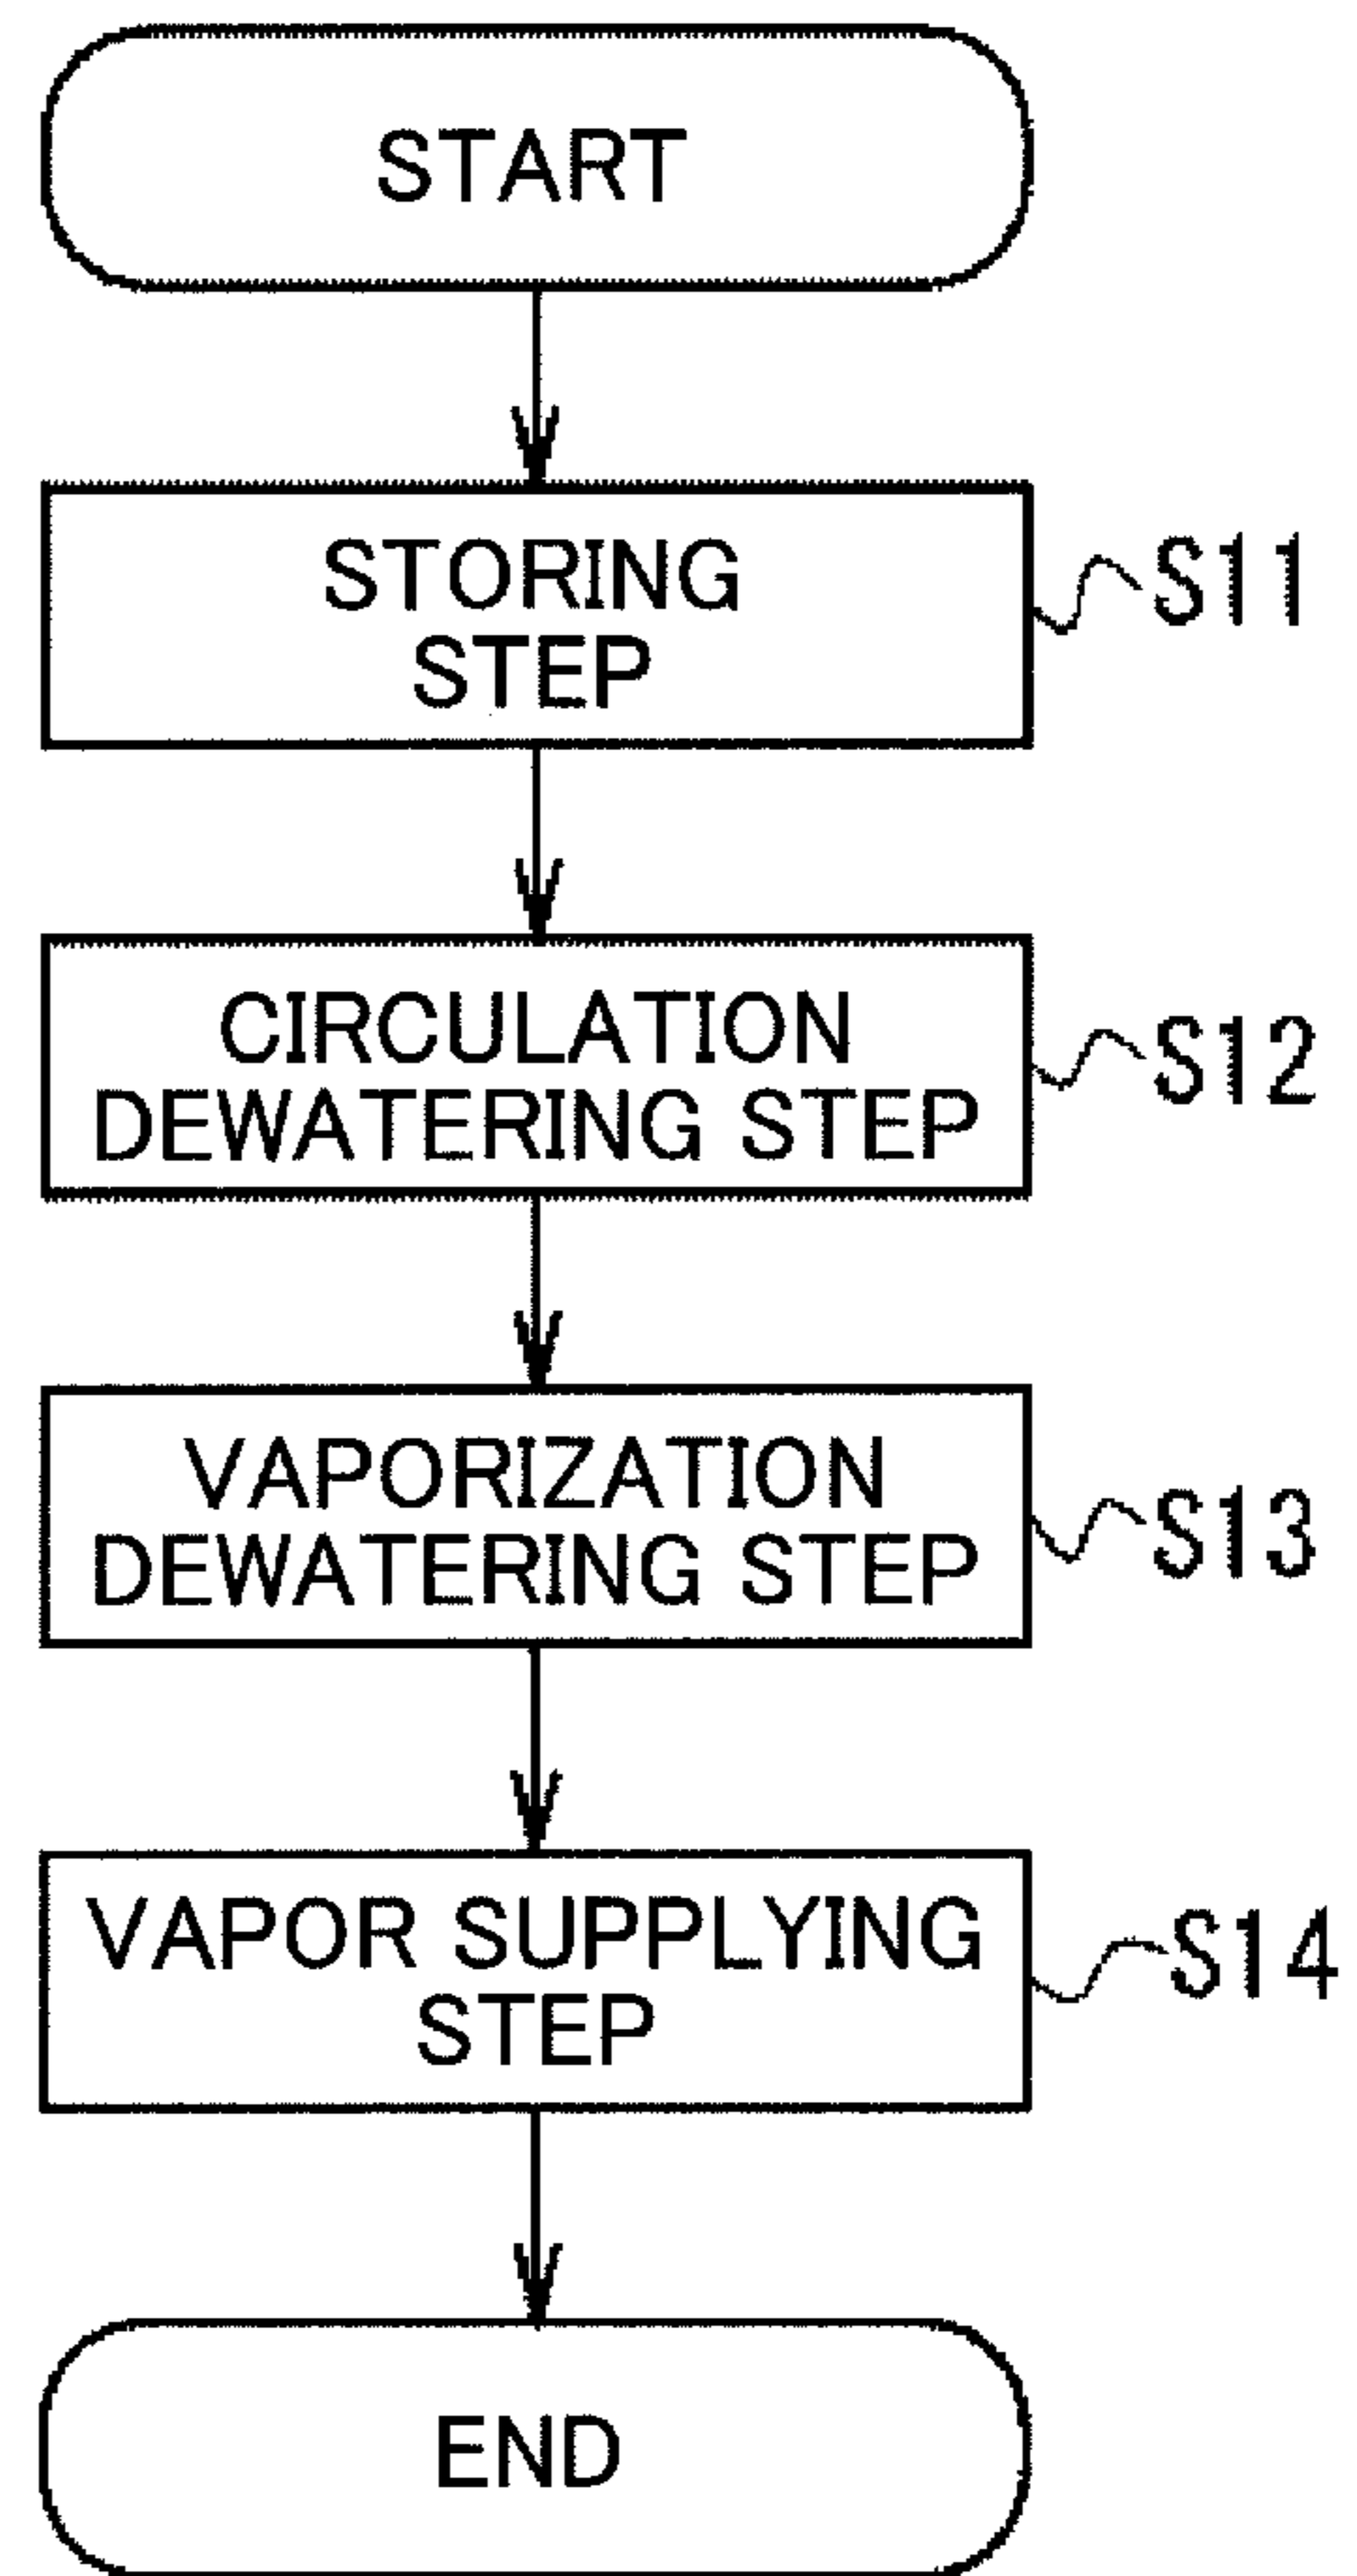 START
STORING
STEP
S11
CIRCULATION
DEWATERING STEP
S12
VAPORIZATION
DEWATERING STEP
S13
VAPOR SUPPLYING
STEP
S14
END